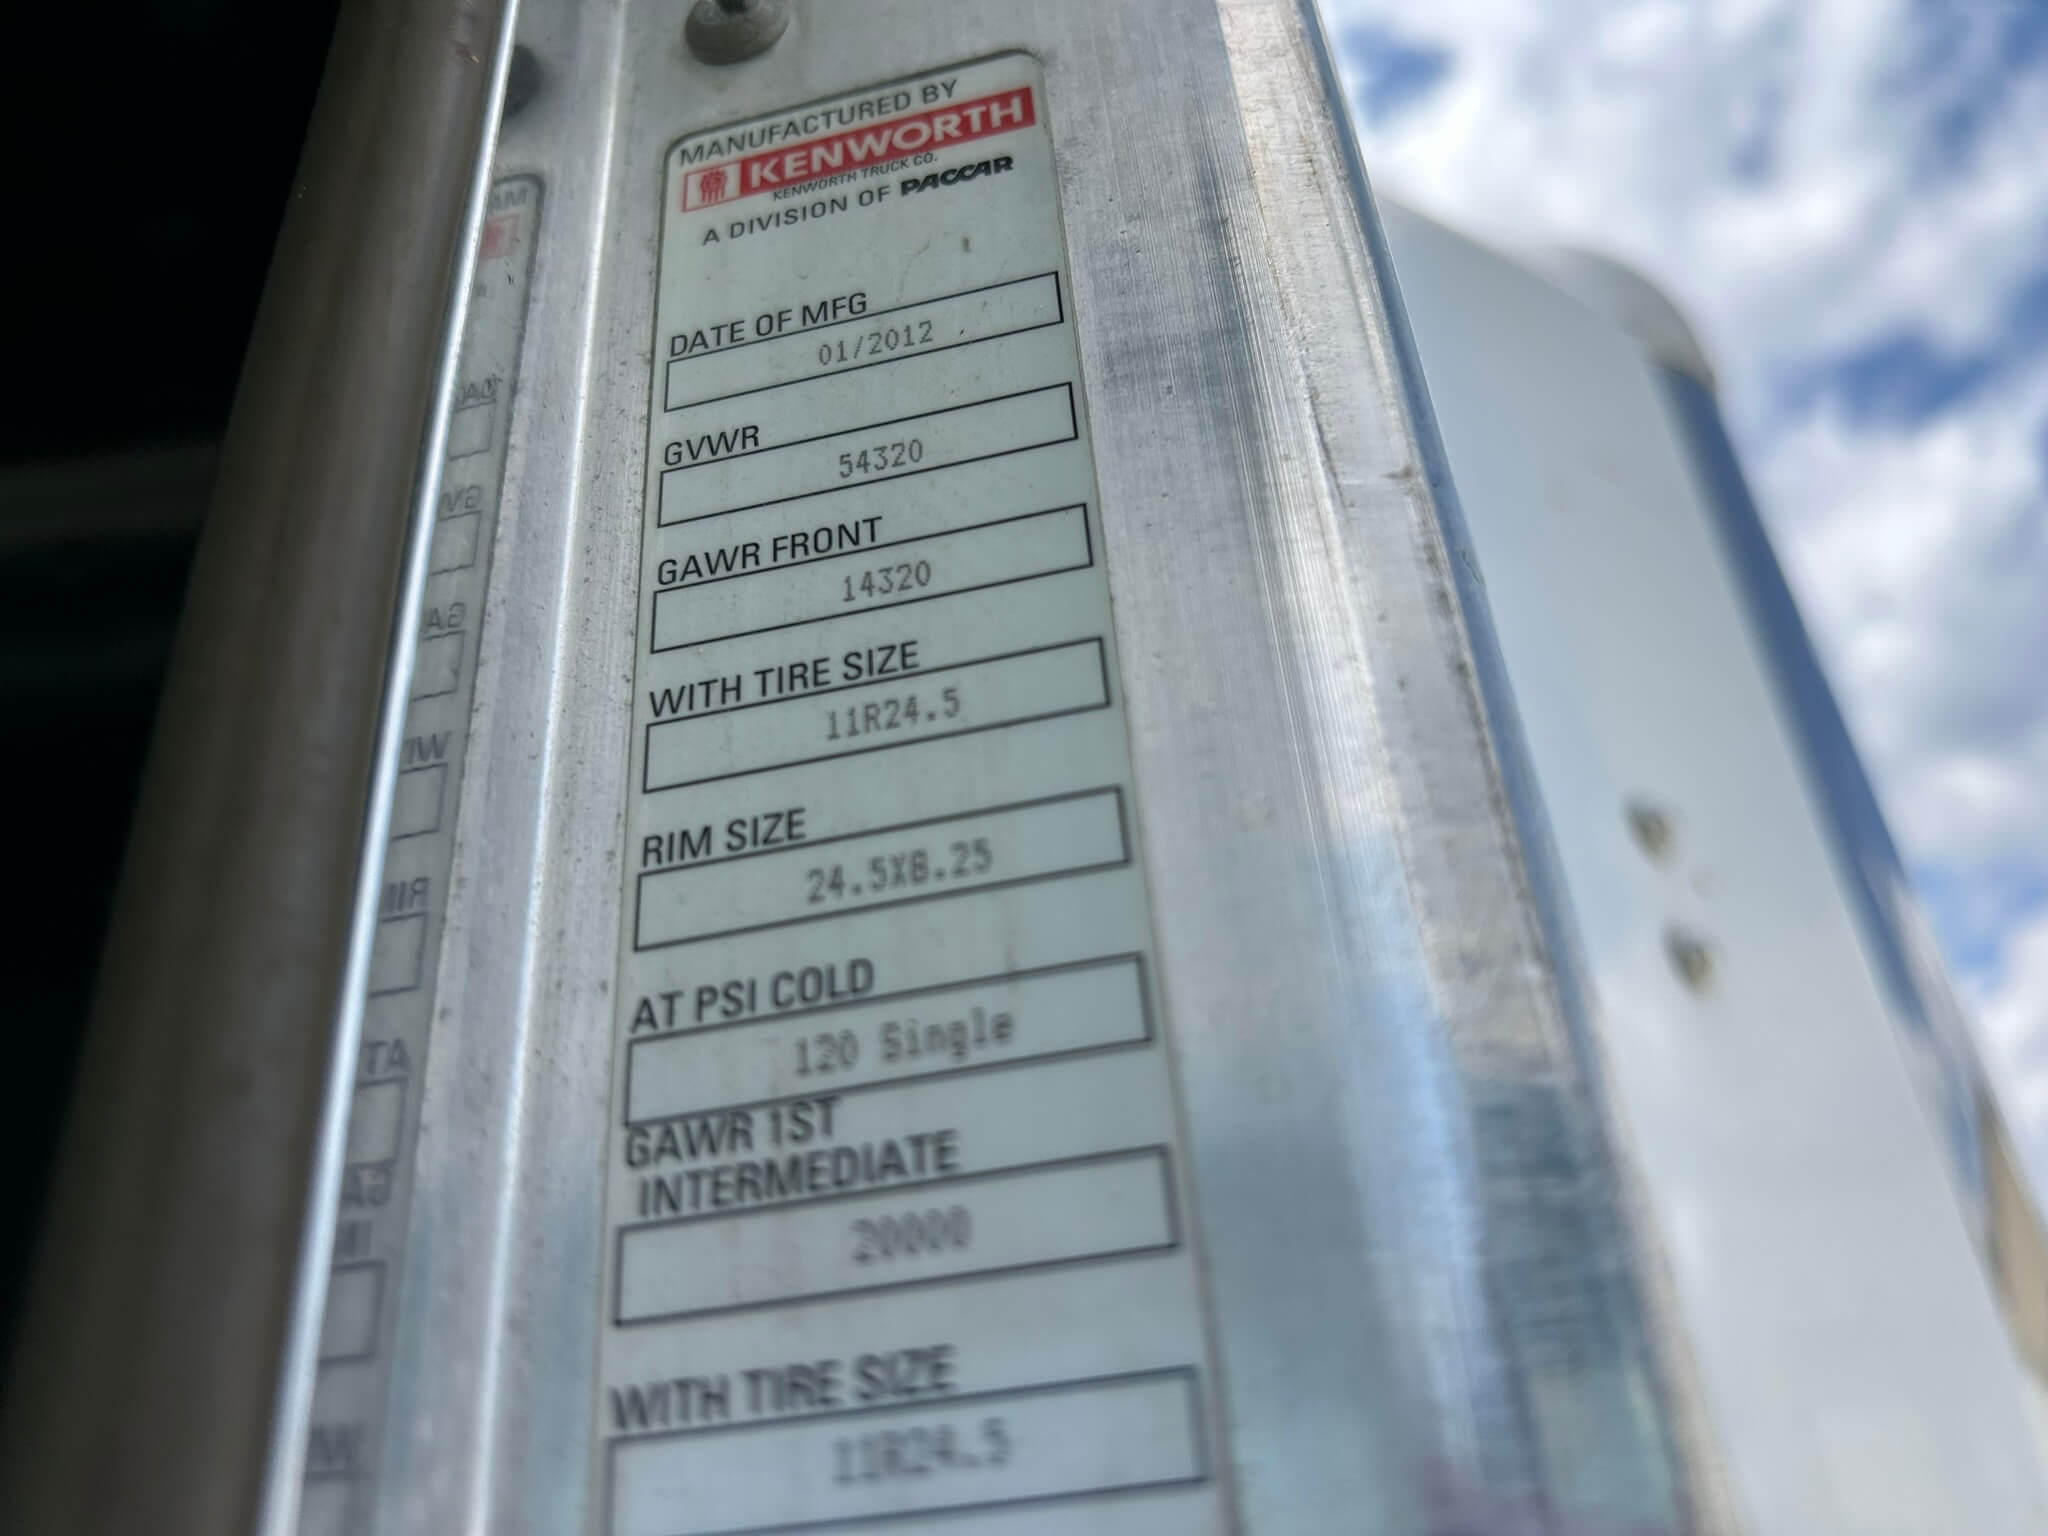 MANUFACTURED BY
KENWORTH
KENWORTH TRUCK CO.
A DIVISION OF PACCAR
DATE OF MFG
01/2012
GVWR
54320
GAWR FRONT
14320
WITH TIRE SIZE
11R24.5
RIM SIZE
24.5X8.25
AT PSI COLD
120 Single
GAWR 1ST
INTERMEDIATE
20000
WITH TIRE SIZE
11R24.5